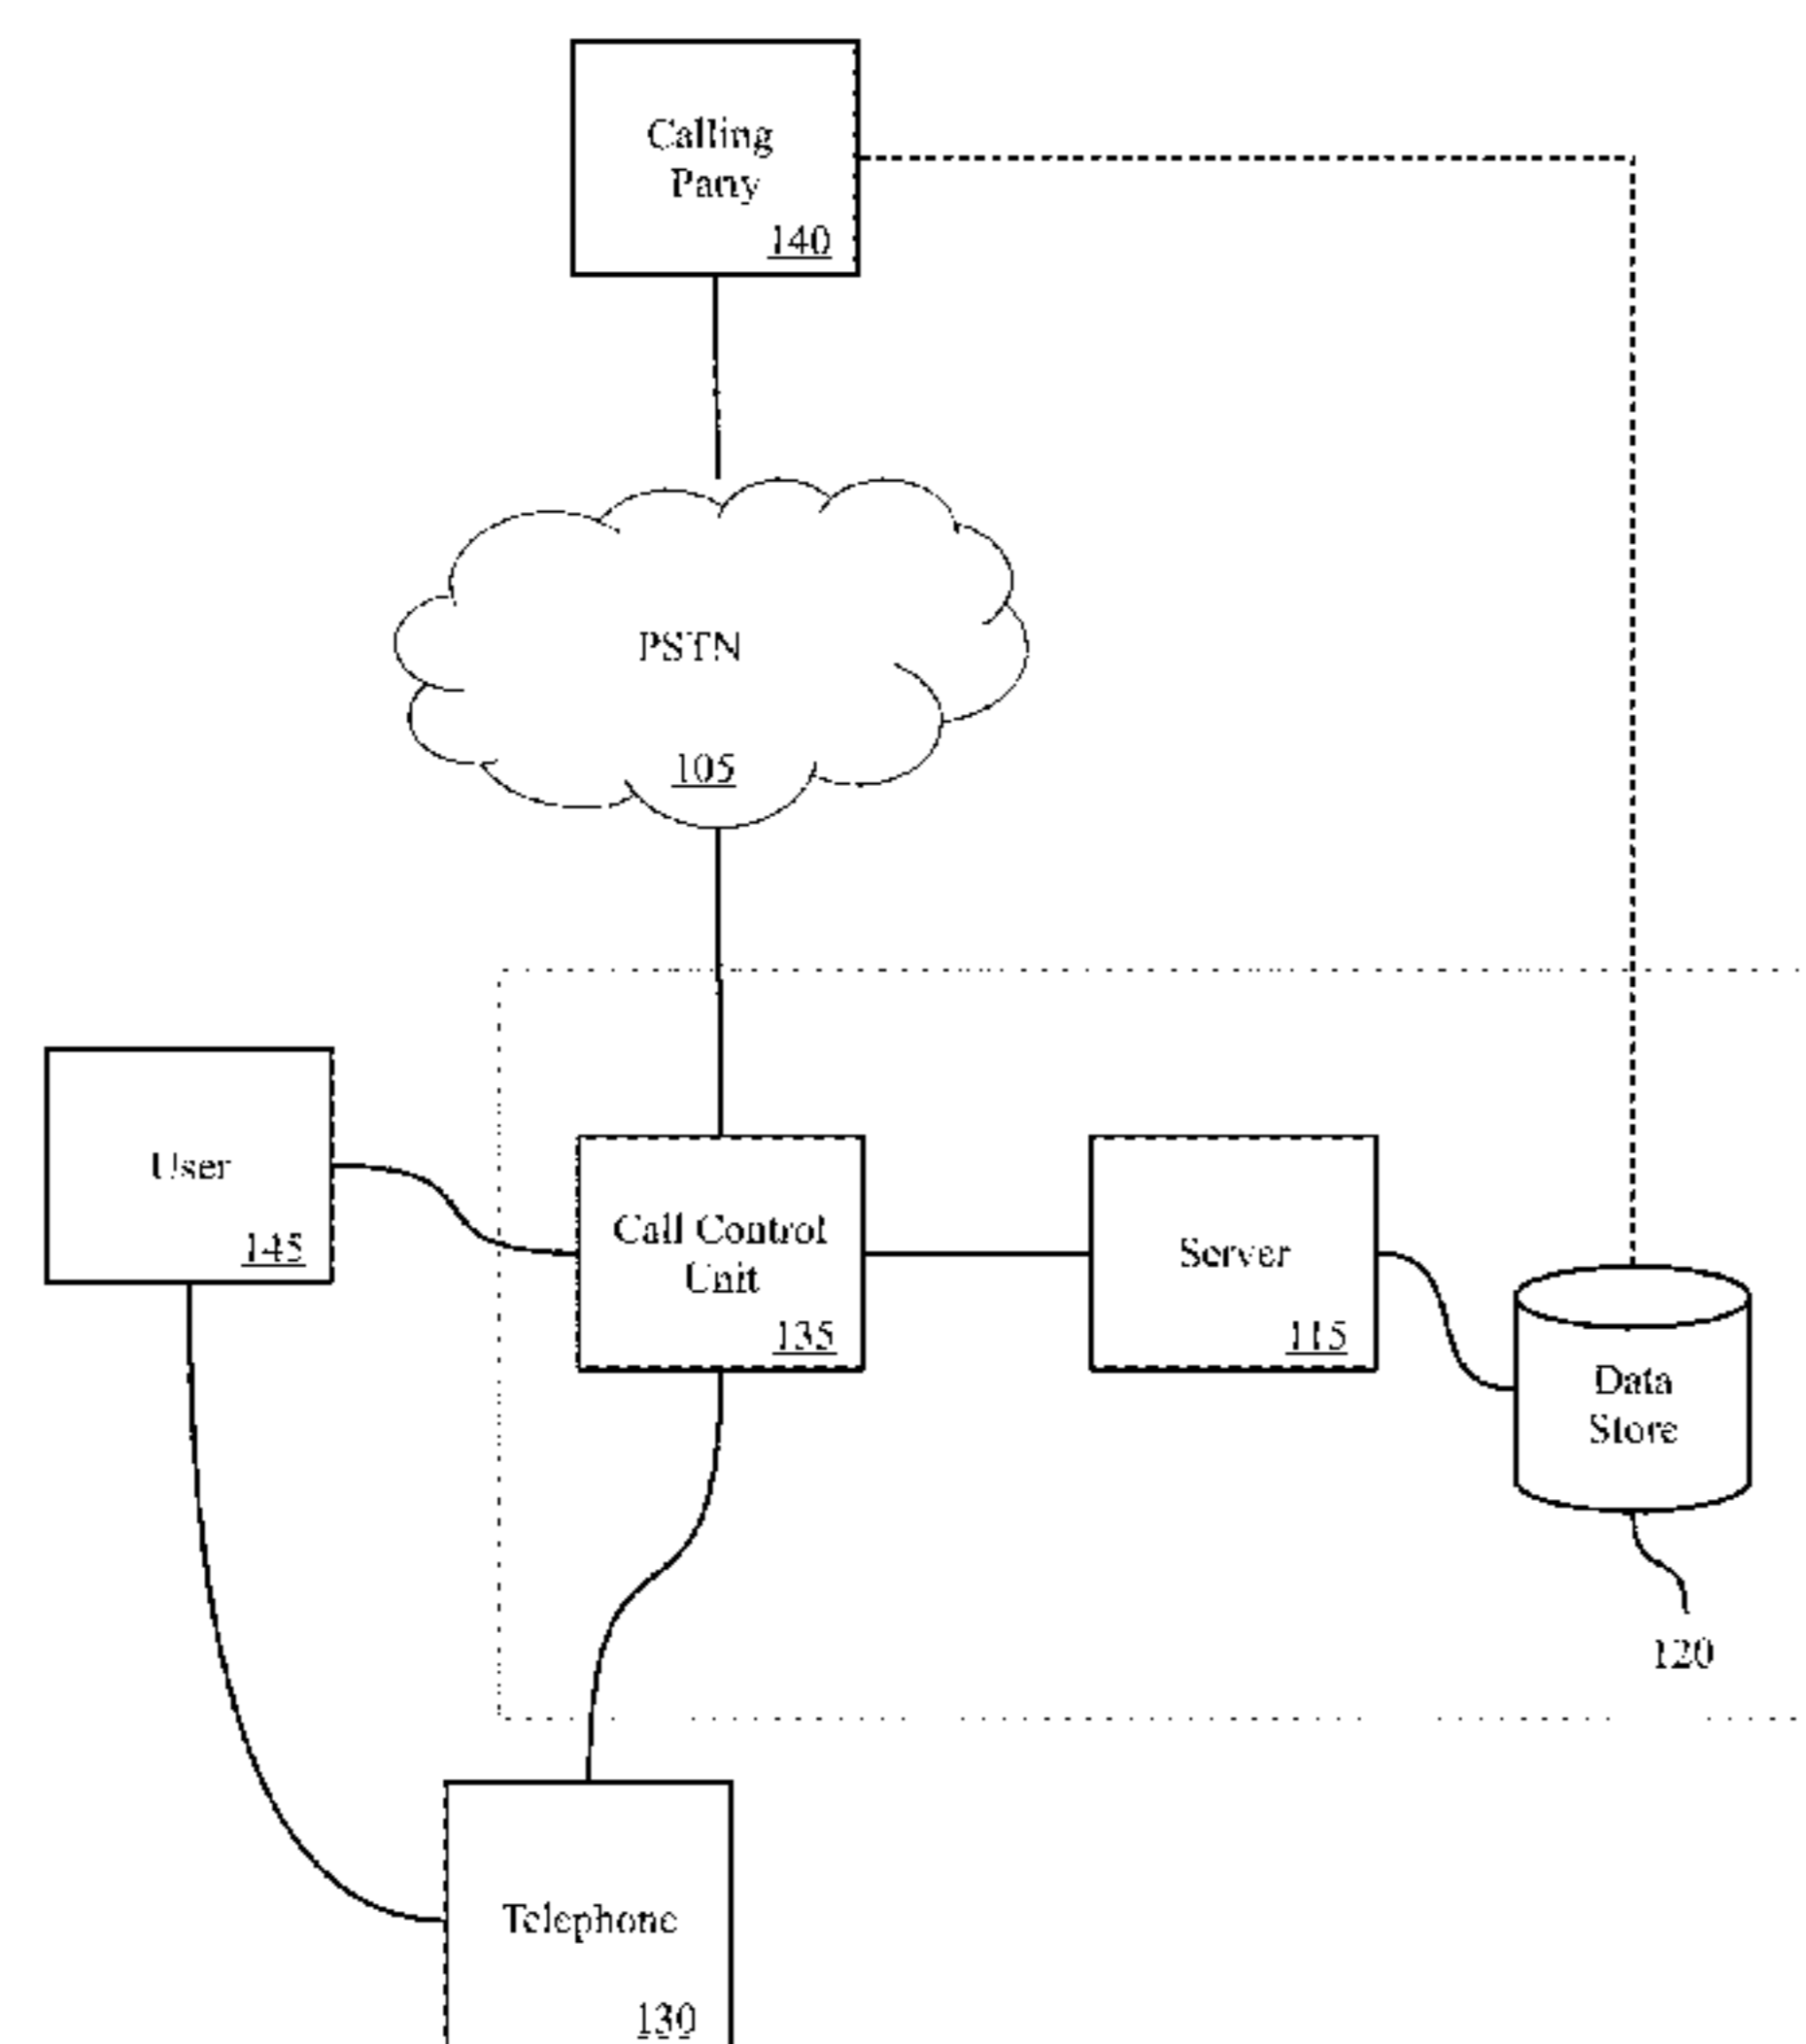 Calling
Party
140
PSTN
105
User
145
Call Control
Unit
135
Server
115
Data
Store
120
Telephone
130